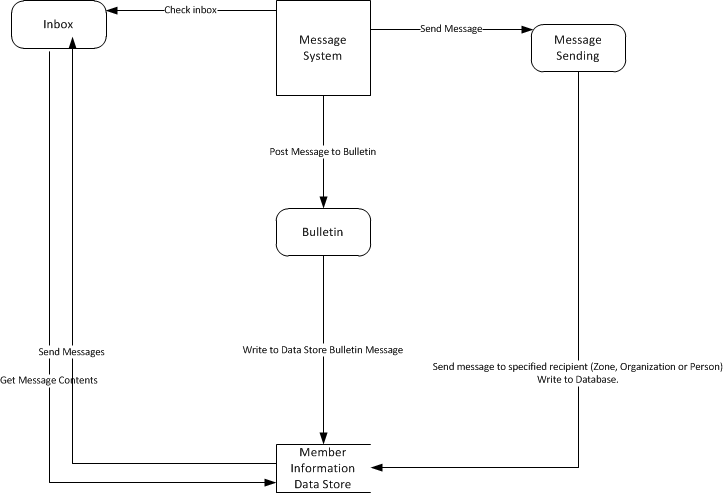 Inbox
Check inbox
Message
System
Send Message
Message
Sending
Post Message to Bulletin
Bulletin
Send Messages
Write to Data Store Bulletin Message
Get Message Contents
Send message to specified recipient (Zone, Organization or Person)
Write to Database.
Member
Information
Data Store